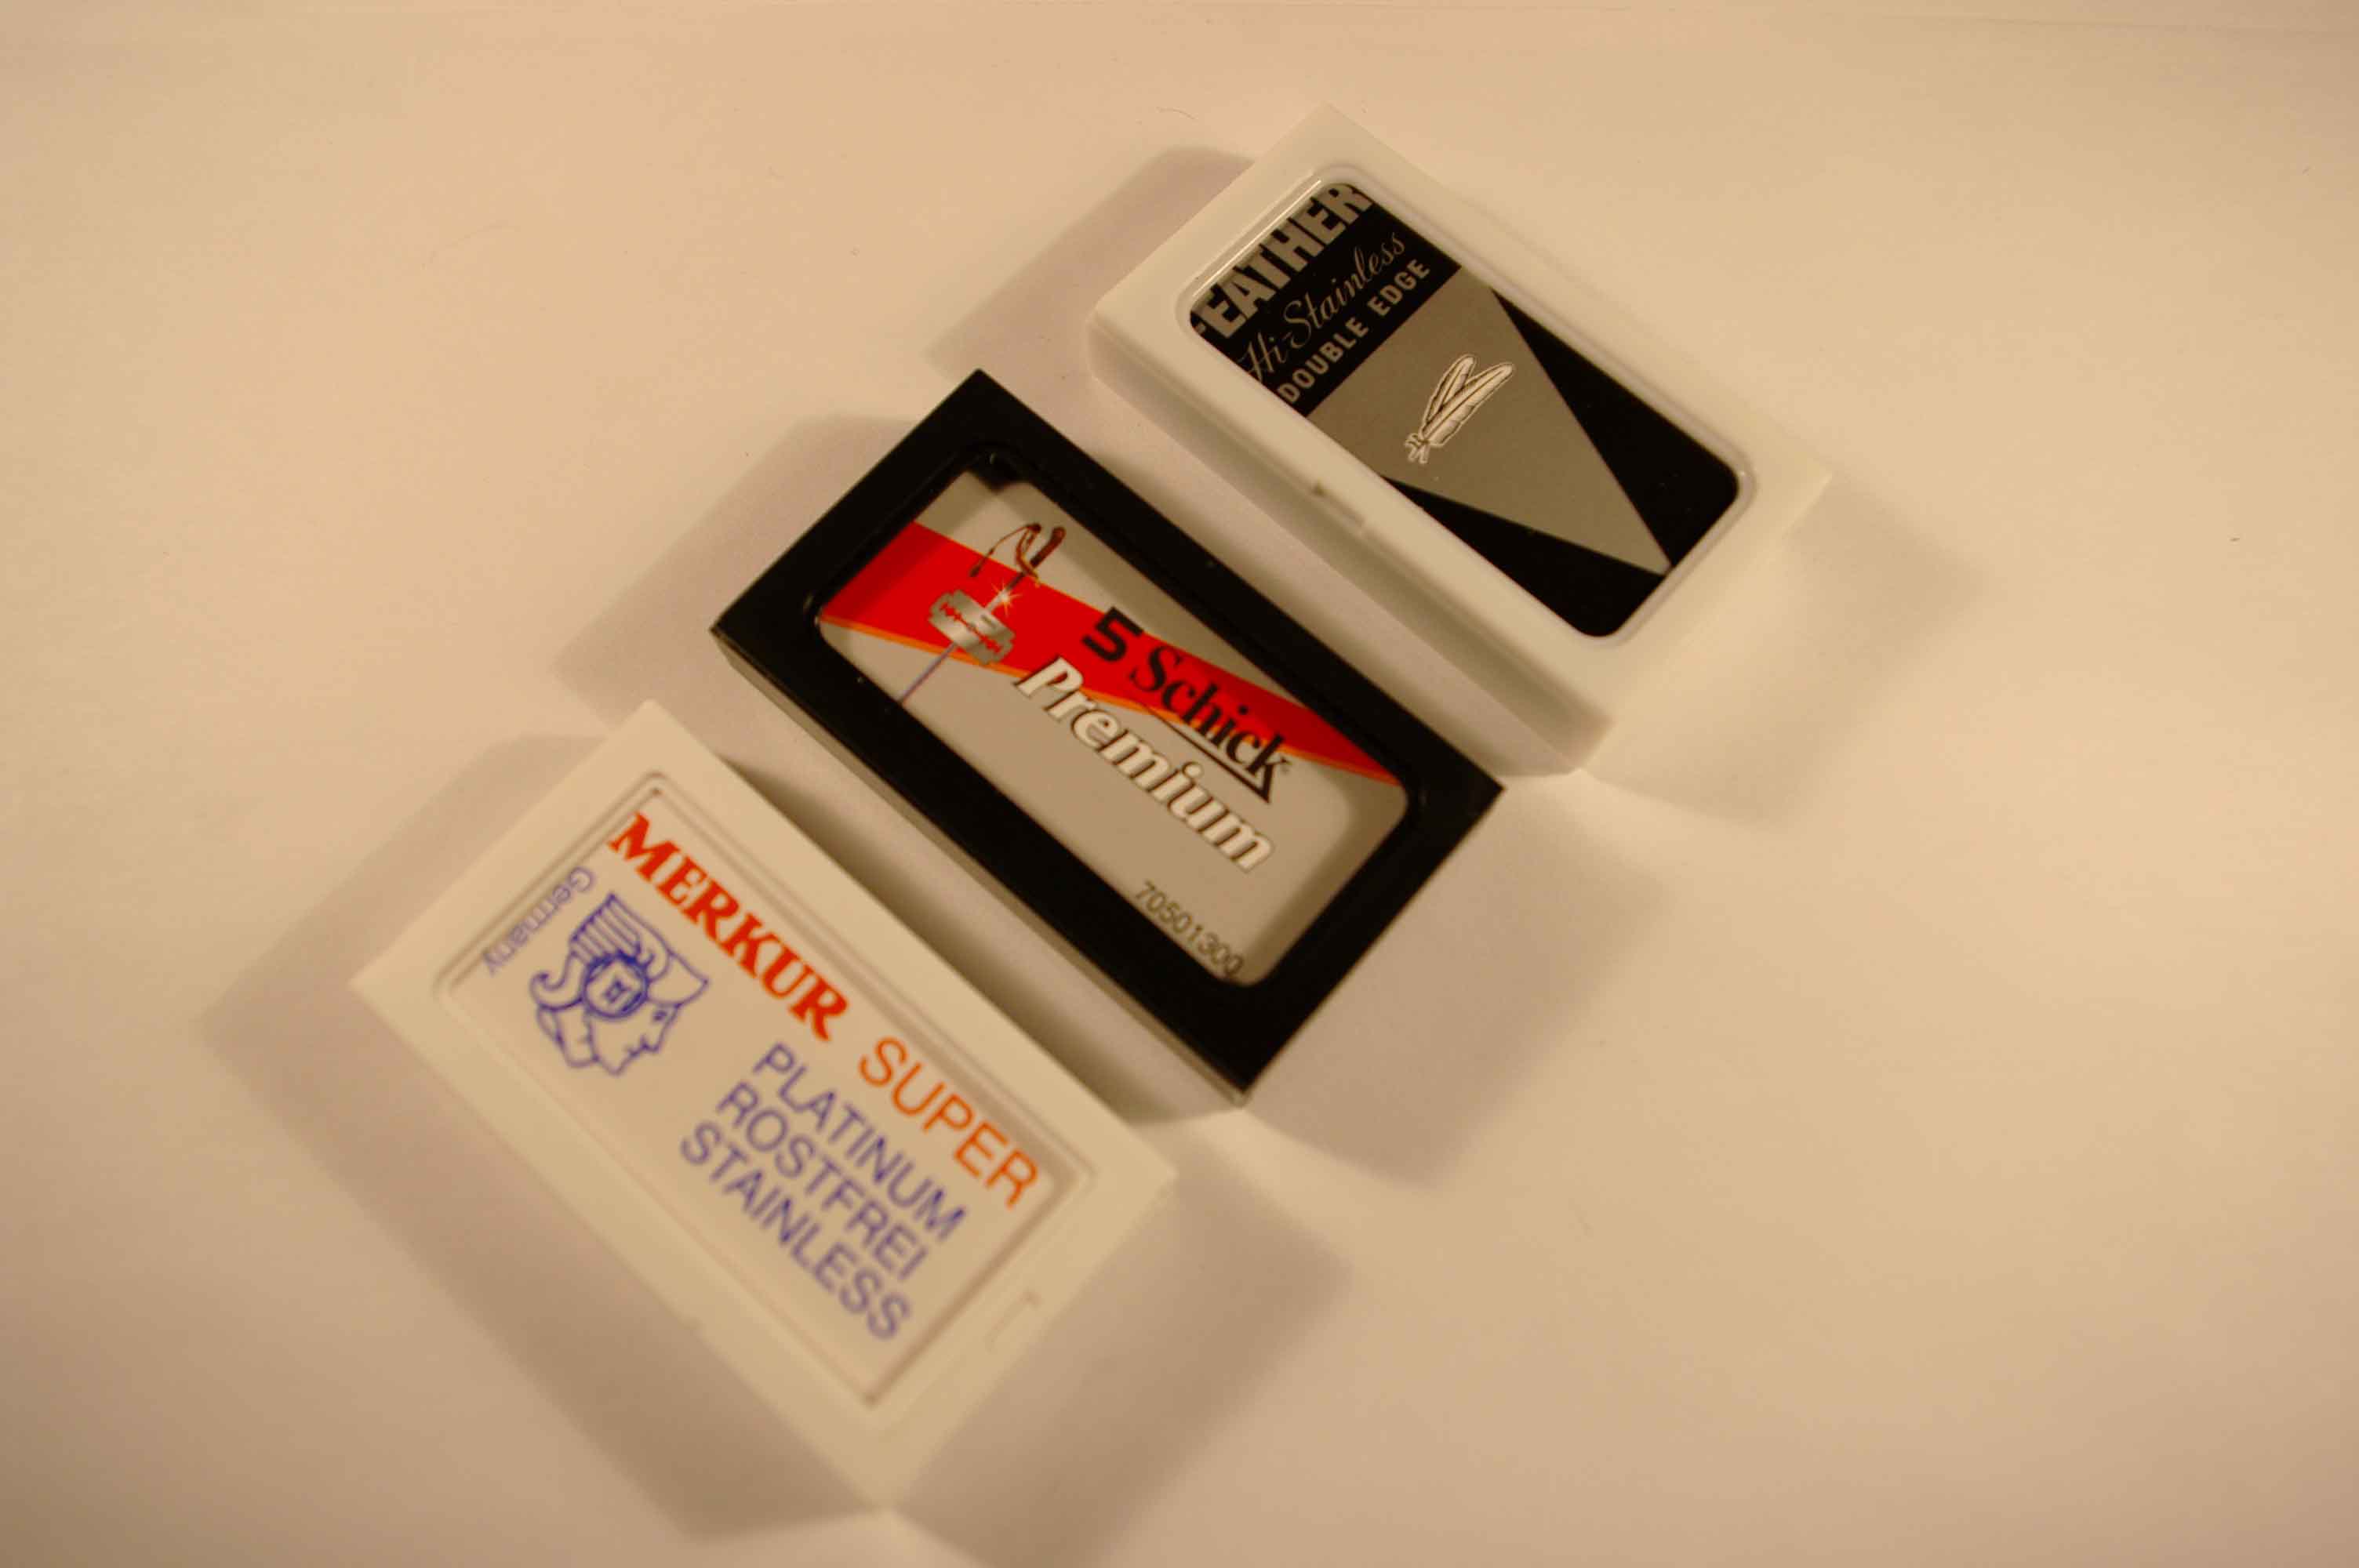 FEATHER
Hi-Stainless
DOUBLE EDGE
5 Schick
Premium
70501300
MERKUR SUPER
Germany
PLATINUM
ROSTFREI
STAINLESS